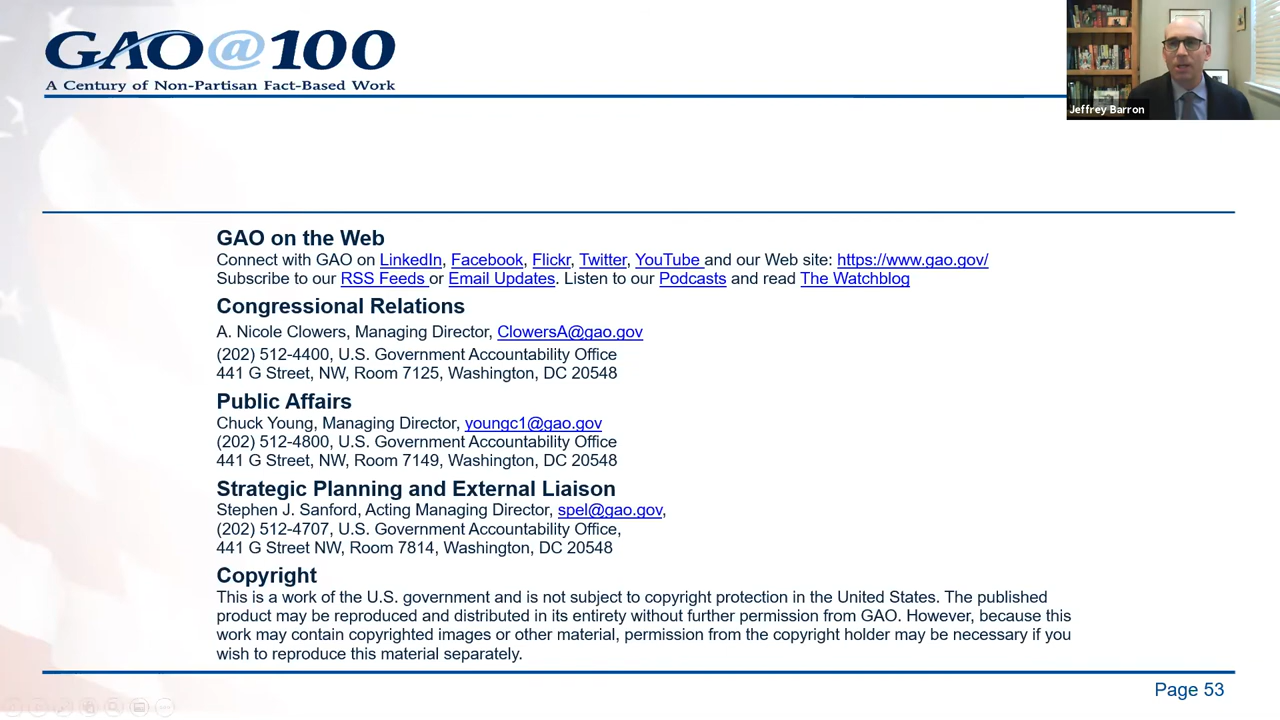 GAO@100
A Century of Non-Partisan Fact-Based Work
Jeffrey Barron
GAO on the Web
Connect with GAO on LinkedIn, Facebook, Flickr, Twitter, YouTube and our Web site: https://www.gao.gov/
Subscribe to our RSS Feeds or Email Updates. Listen to our Podcasts and read The Watchblog
Congressional Relations
A. Nicole Clowers, Managing Director, ClowersA@gao.gov
(202) 512-4400, U.S. Government Accountability Office
441 G Street, NW, Room 7125, Washington, DC 20548
Public Affairs
Chuck Young, Managing Director, youngc1@gao.gov
(202) 512-4800, U.S. Government Accountability Office
441 G Street, NW, Room 7149, Washington, DC 20548
Strategic Planning and External Liaison
Stephen J. Sanford, Acting Managing Director, spel@gao.gov,
(202) 512-4707, U.S. Government Accountability Office,
441 G Street NW, Room 7814, Washington, DC 20548
Copyright
This is a work of the U.S. government and is not subject to copyright protection in the United States. The published
product may be reproduced and distributed in its entirety without further permission from GAO. However, because this
work may contain copyrighted images or other material, permission from the copyright holder may be necessary if you
wish to reproduce this material separately.
Page 53